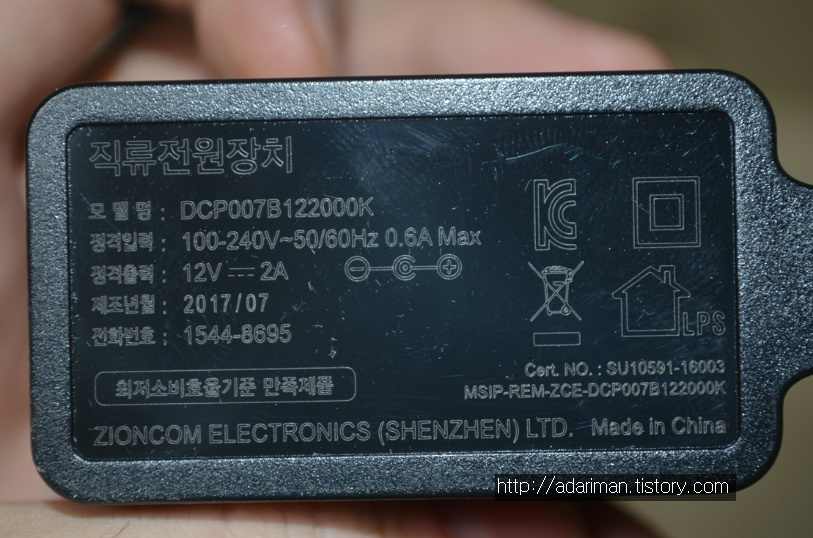 직류전원장치
모 델 명 : DCP007B122000K
정격입력 : 100-240V~50/60Hz 0.6A Max
정격출력 : 12V ⎓ 2A
제조년월 : 2017/07
전화번호 : 1544-8695
LPS
Cert. NO. : SU10591-16003
최저소비효율기준 만족제품
MSIP-REM-ZCE-DCP007B122000K
ZIONCOM ELECTRONICS (SHENZHEN) LTD. Made in China
http://adariman.tistory.com